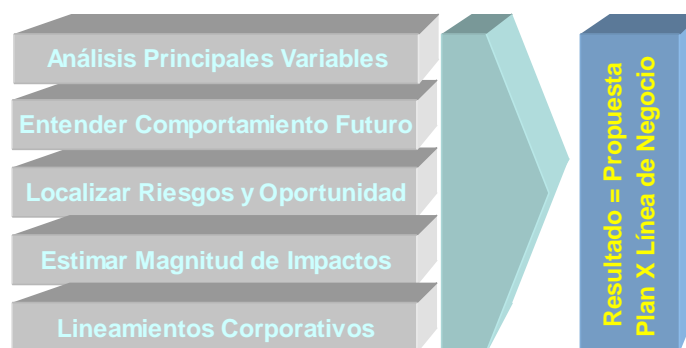 Análisis Principales Variables
Entender Comportamiento Futuro
Localizar Riesgos y Oportunidad
Estimar Magnitud de Impactos
Lineamientos Corporativos
Resultado = Propuesta
Plan X Línea de Negocio